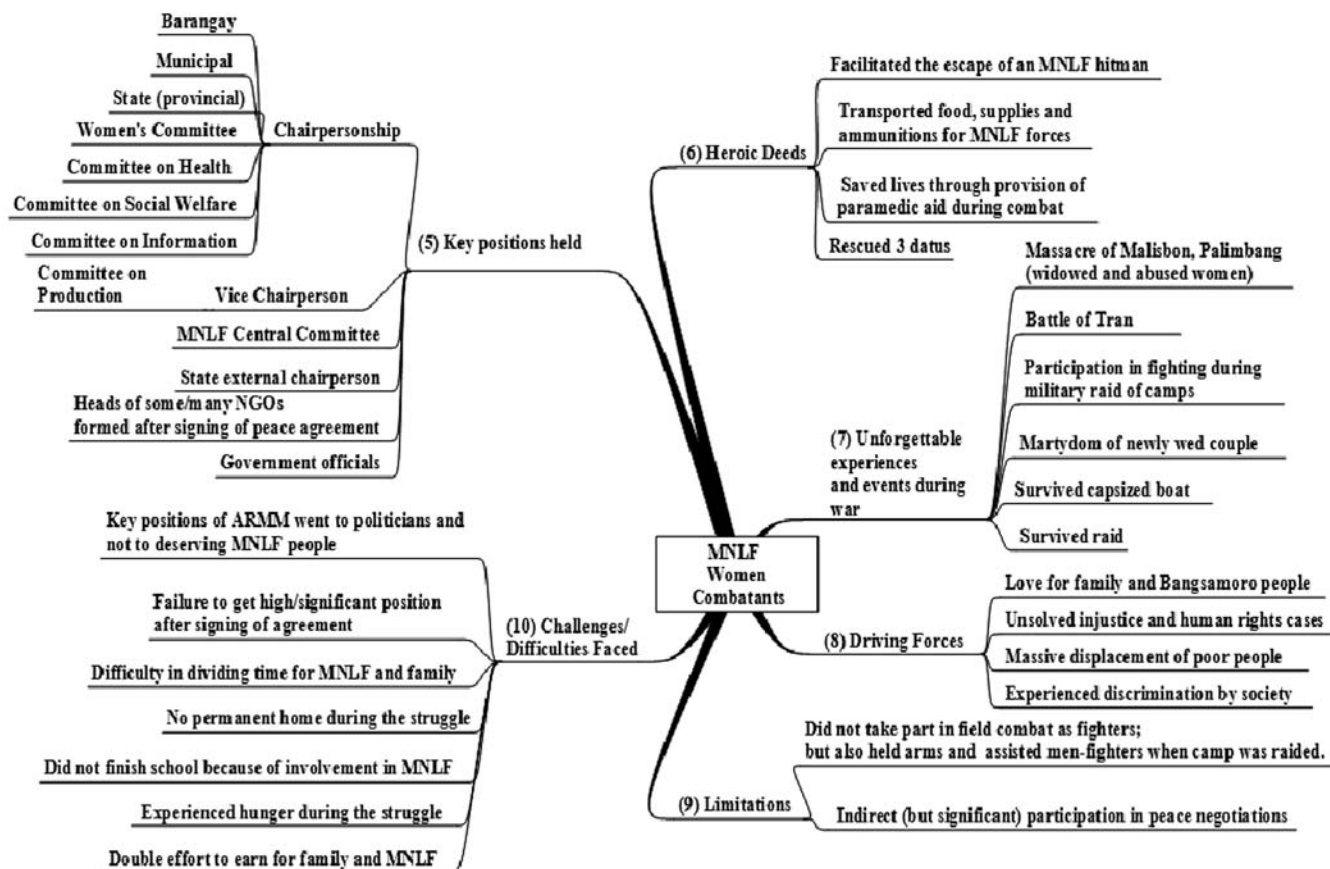 Barangay
Municipal
State (provincial)
Women's Committee
Committee on Health
Committee on Social Welfare
Committee on Information
Chairpersonship
Committee on
Production
Vice Chairperson
MNLF Central Committee
State external chairperson
Heads of some/many NGOs
formed after signing of peace agreement
Government officials
(5) Key positions held
(6) Heroic Deeds
Facilitated the escape of an MNLF hitman
Transported food, supplies and
ammunitions for MNLF forces
Saved lives through provision of
paramedic aid during combat
Rescued 3 datus
(7) Unforgettable
experiences
and events during
war
Massacre of Malisbon, Palimbang
(widowed and abused women)
Battle of Tran
Participation in fighting during
military raid of camps
Martydom of newly wed couple
Survived capsized boat
Survived raid
MNLF
Women
Combatants
(8) Driving Forces
Love for family and Bangsamoro people
Unsolved injustice and human rights cases
Massive displacement of poor people
Experienced discrimination by society
(9) Limitations
Did not take part in field combat as fighters;
but also held arms and assisted men-fighters when camp was raided.
Indirect (but significant) participation in peace negotiations
(10) Challenges/
Difficulties Faced
Key positions of ARMM went to politicians and
not to deserving MNLF people
Failure to get high/significant position
after signing of agreement
Difficulty in dividing time for MNLF and family
No permanent home during the struggle
Did not finish school because of involvement in MNLF
Experienced hunger during the struggle
Double effort to earn for family and MNLF